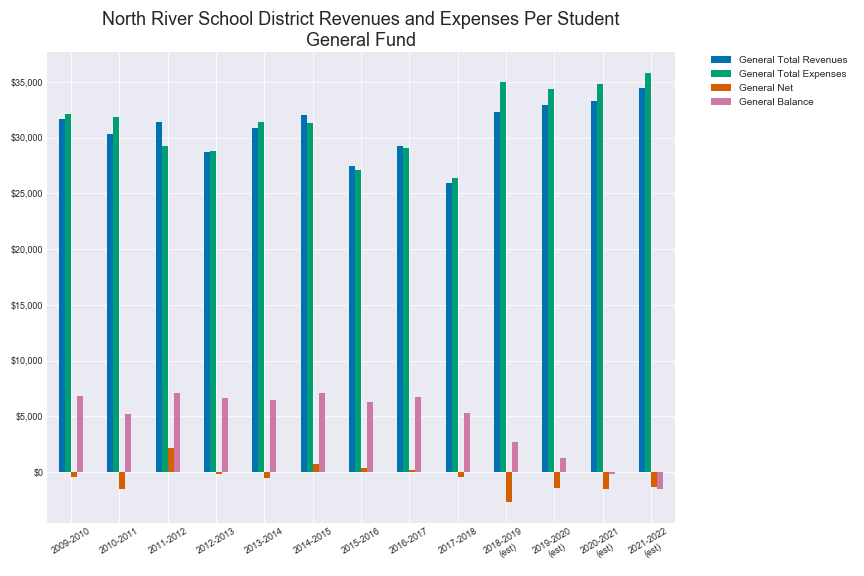 North River School District Revenues and Expenses Per Student
General Fund
General Total Revenues
General Total Expenses
General Net
General Balance
$35,000
$30,000
$25,000
$20,000
$15,000
$10,000
$5,000
$0
2009-2010
2010-2011
2011-2012
2012-2013
2013-2014
2014-2015
2015-2016
2016-2017
2017-2018
2018-2019
(est)
2019-2020
(est)
2020-2021
(est)
2021-2022
(est)